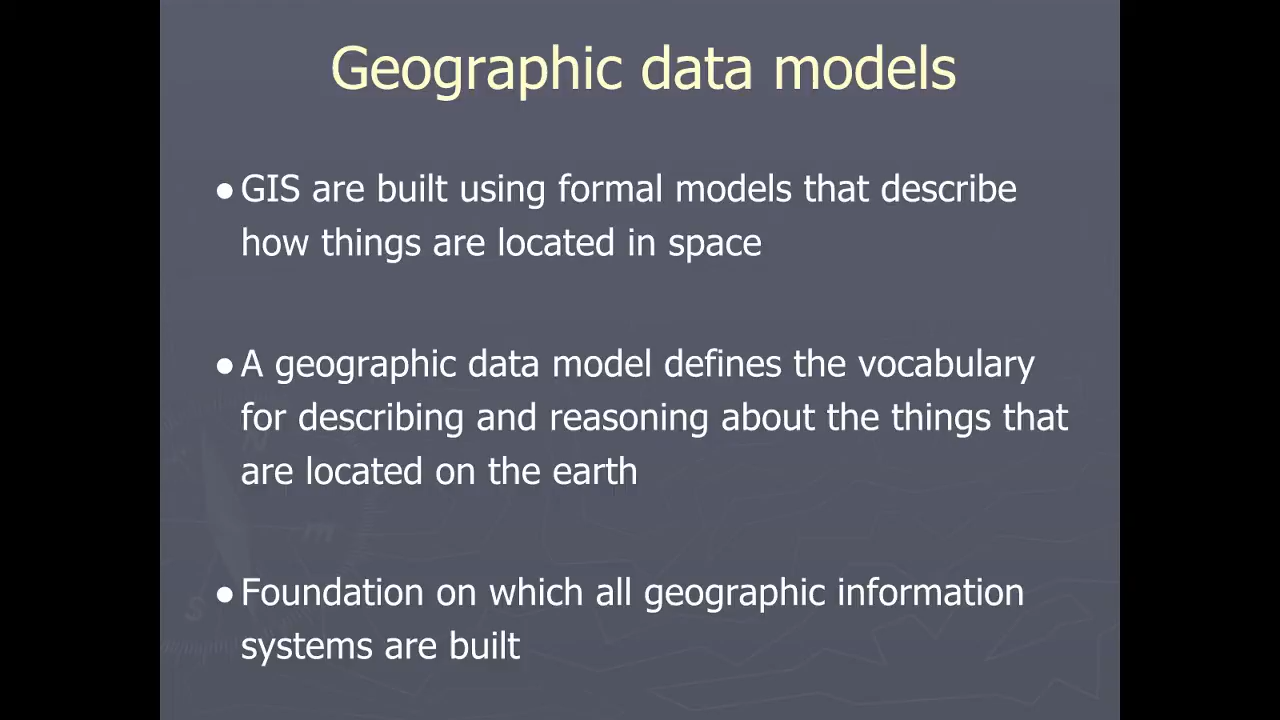 Geographic data models
●GIS are built using formal models that describe
how things are located in space
●A geographic data model defines the vocabulary
for describing and reasoning about the things that
are located on the earth
●Foundation on which all geographic information
systems are built
N
m
S